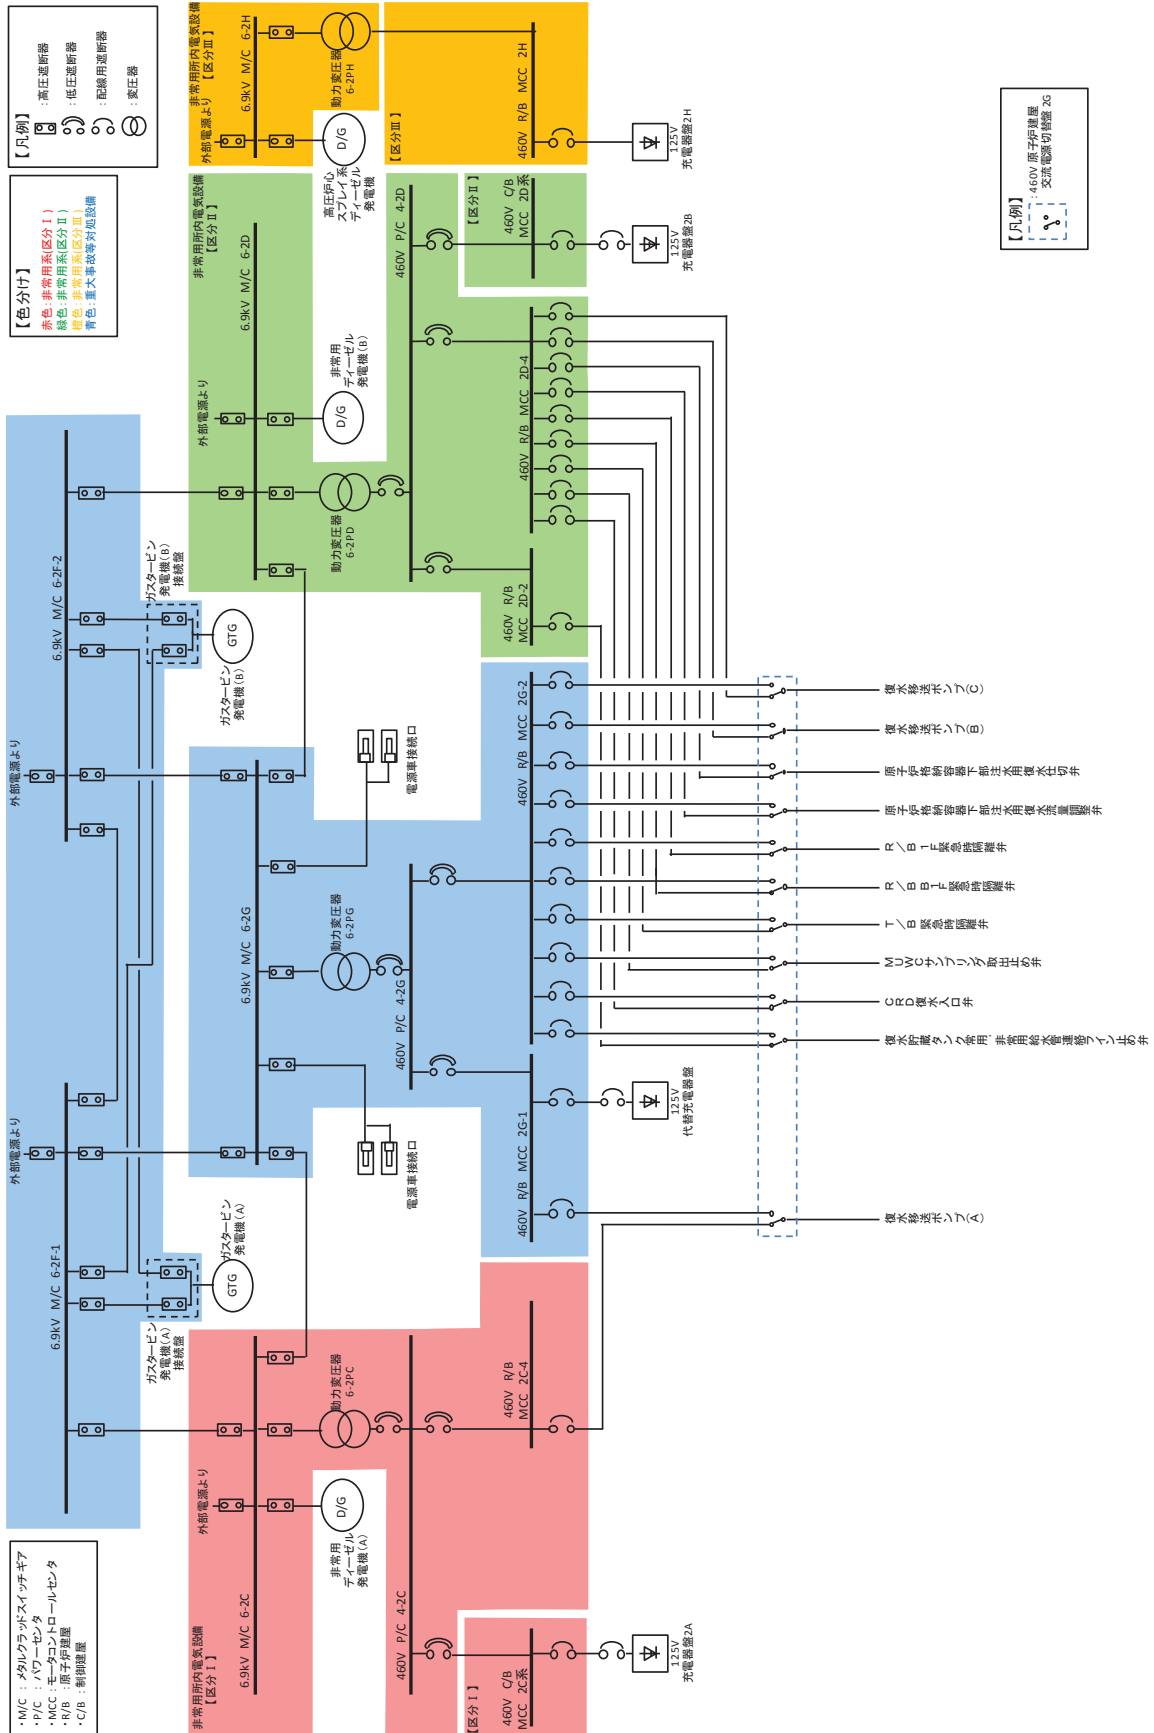 ・M/C ：メタルクラッドスイッチギア
・P/C ：パワーセンタ
・MCC：モータコントロールセンタ
・R/B ：原子炉建屋
・C/B ：制御建屋
【色分け】
赤色：非常用系(区分Ⅰ)
緑色：非常用系(区分Ⅱ)
橙色：非常用系(区分Ⅲ)
青色：重大事故等対処設備
【凡例】
：高圧遮断器
：低圧遮断器
：配線用遮断器
：変圧器
外部電源より
外部電源より
6.9kV M/C 6-2F-1
6.9kV M/C 6-2F-2
ガスタービン
発電機(A)
接続盤
GTG
ガスタービン
発電機(A)
ガスタービン
発電機(B)
接続盤
GTG
ガスタービン
発電機(B)
非常用所内電気設備
【区分Ⅰ】
外部電源より
6.9kV M/C 6-2C
非常用
ディーゼル
発電機(A)
D/G
動力変圧器
6-2PC
460V P/C 4-2C
【区分Ⅰ】
460V C/B
MCC 2C系
460V R/B
MCC 2C-4
125V
充電器盤2A
6.9kV M/C 6-2G
電源車接続口
動力変圧器
6-2PG
電源車接続口
460V P/C 4-2G
460V R/B MCC 2G-1
460V R/B MCC 2G-2
125V
代替充電器盤
非常用所内電気設備
【区分Ⅱ】
外部電源より
6.9kV M/C 6-2D
動力変圧器
6-2PD
D/G
非常用
ディーゼル
発電機(B)
460V P/C 4-2D
460V R/B
MCC 2D-2
460V R/B MCC 2D-4
【区分Ⅱ】
460V C/B
MCC 2D系
125V
充電器盤2B
非常用所内電気設備
【区分Ⅲ】
外部電源より
6.9kV M/C 6-2H
D/G
高圧炉心
スプレイ系
ディーゼル
発電機
動力変圧器
6-2PH
【区分Ⅲ】
460V R/B MCC 2H
125V
充電器盤2H
復水移送ポンプ(A)
復水貯蔵タンク常用、非常用給水管連絡ライン止め弁
CRD復水入口弁
MUWCサンプリング取出止め弁
T/B 緊急時隔離弁
R/B B1F緊急時隔離弁
R/B 1F緊急時隔離弁
原子炉格納容器下部注水用復水流量調整弁
原子炉格納容器下部注水用復水仕切弁
復水移送ポンプ(B)
復水移送ポンプ(C)
【凡例】
：460V 原子炉建屋
交流電源切替盤 2G